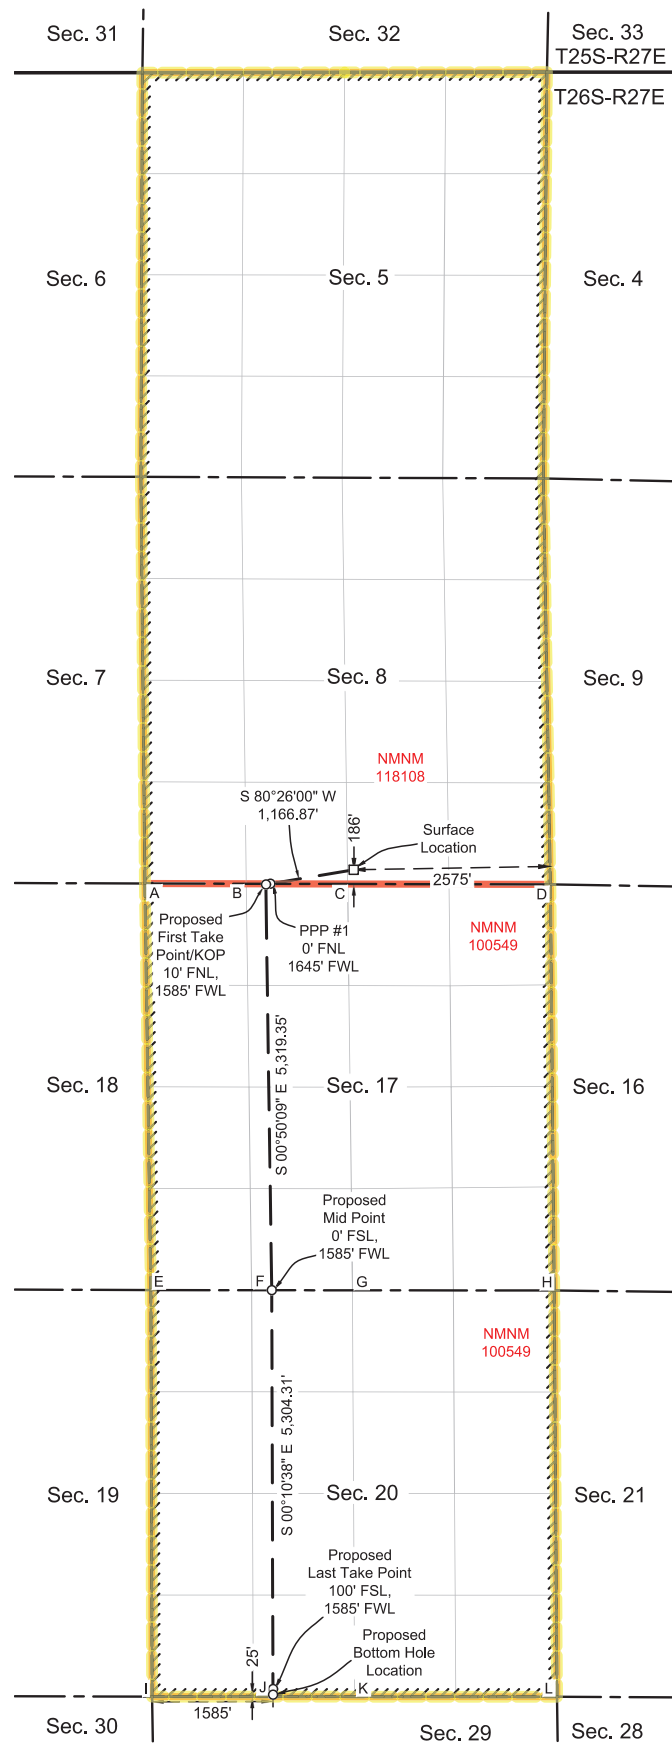 Sec. 31
Sec. 32
Sec. 33
T25S-R27E
T26S-R27E
Sec. 6
Sec. 5
Sec. 4
Sec. 7
Sec. 8
Sec. 9
NMNM
118108
S 80°26'00" W
1,166.87'
186'
Surface
Location
2575'
A
B
C
D
Proposed
First Take
Point/KOP
10' FNL,
1585' FWL
PPP #1
0' FNL
1645' FWL
NMNM
100549
S 00°50'09" E 5,319.35'
Sec. 18
Sec. 17
Sec. 16
Proposed
Mid Point
0' FSL,
1585' FWL
E
F
G
H
NMNM
100549
S 00°10'38" E 5,304.31'
Sec. 19
Sec. 20
Sec. 21
Proposed
Last Take Point
100' FSL,
1585' FWL
Proposed
Bottom Hole
Location
25'
I
J
K
L
1585'
Sec. 30
Sec. 29
Sec. 28